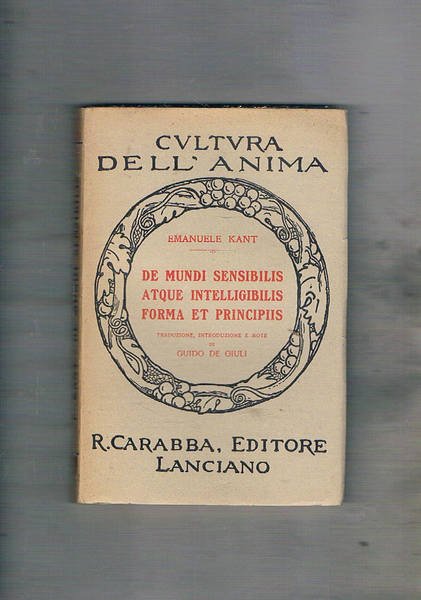 CVLTVRA
DELL' ANIMA
EMANUELE KANT
DE MUNDI SENSIBILIS
ATQUE INTELLIGIBILIS
FORMA ET PRINCIPIIS
TRADUZIONE, INTRODUZIONE E NOTE
DI
GUIDO DE GIULI
R. CARABBA, EDITORE
LANCIANO